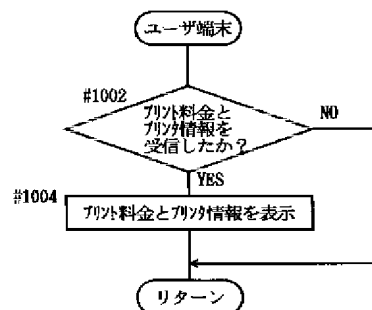 ユーザ端末
#1002
プリント料金と
プリンタ情報を
受信したか?
NO
YES
#1004
プリント料金とプリンタ情報を表示
リターン